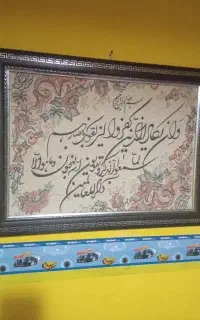 وان یکاد الذین کفروا لیزلقونک بابصارهم
لما سمعوا الذکر و یقولون انه لمجنون و ما هو الا
ذکر للعالمین